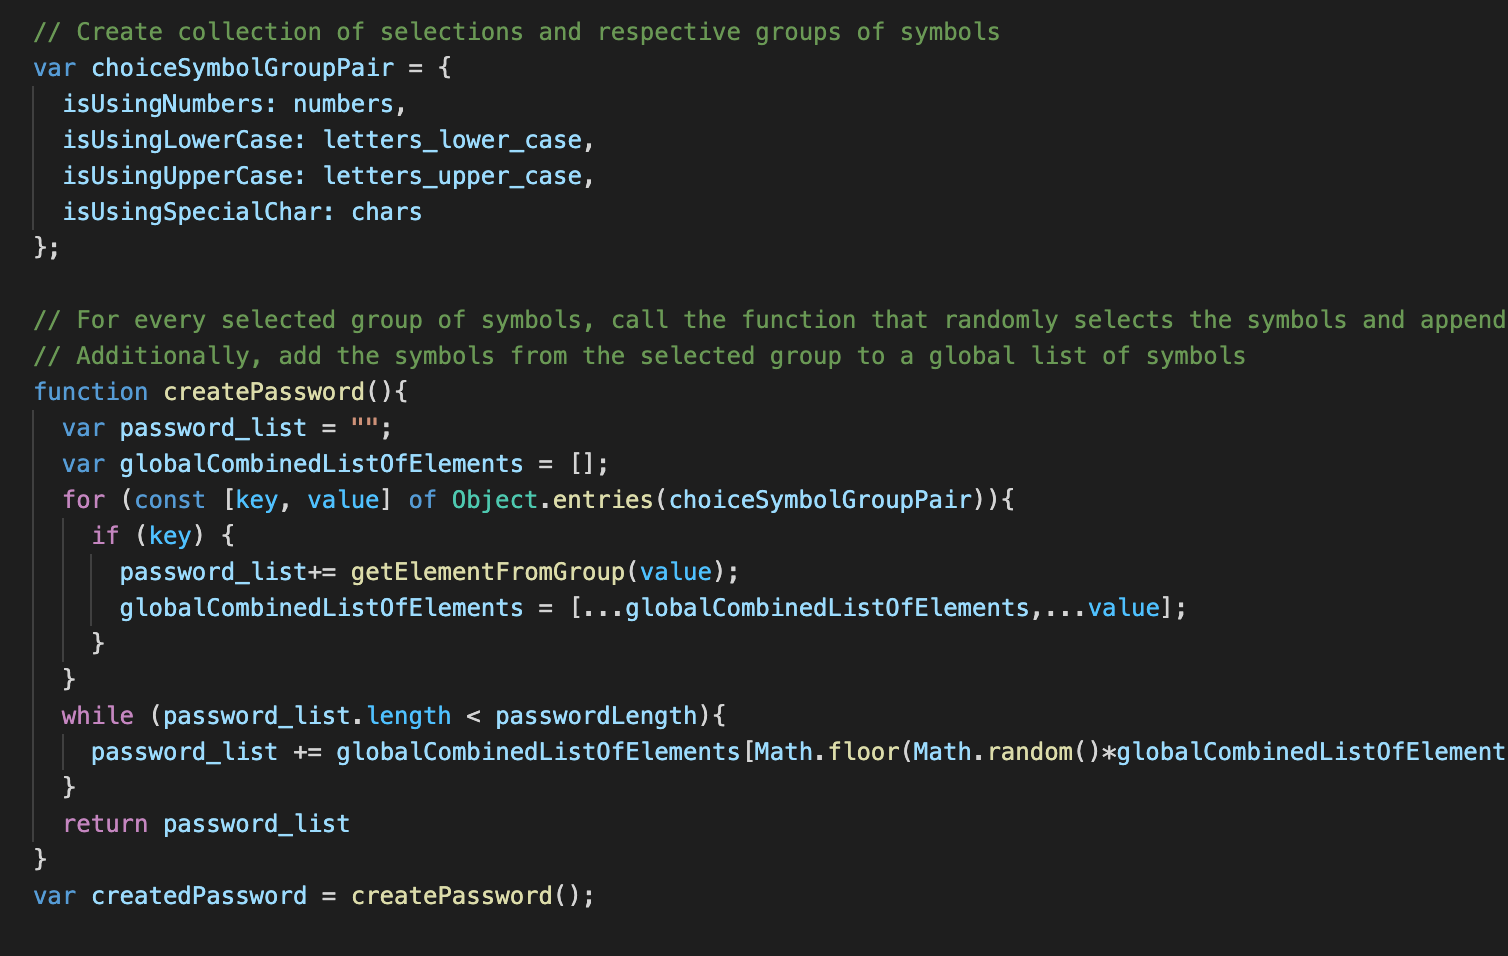 // Create collection of selections and respective groups of symbols
var choiceSymbolGroupPair = {
  isUsingNumbers: numbers,
  isUsingLowerCase: letters_lower_case,
  isUsingUpperCase: letters_upper_case,
  isUsingSpecialChar: chars
};

// For every selected group of symbols, call the function that randomly selects the symbols and append
// Additionally, add the symbols from the selected group to a global list of symbols
function createPassword(){
  var password_list = "";
  var globalCombinedListOfElements = [];
  for (const [key, value] of Object.entries(choiceSymbolGroupPair)){
    if (key) {
      password_list+= getElementFromGroup(value);
      globalCombinedListOfElements = [...globalCombinedListOfElements,...value];
    }
  }
  while (password_list.length < passwordLength){
    password_list += globalCombinedListOfElements[Math.floor(Math.random()*globalCombinedListOfElement
  }
  return password_list
}
var createdPassword = createPassword();